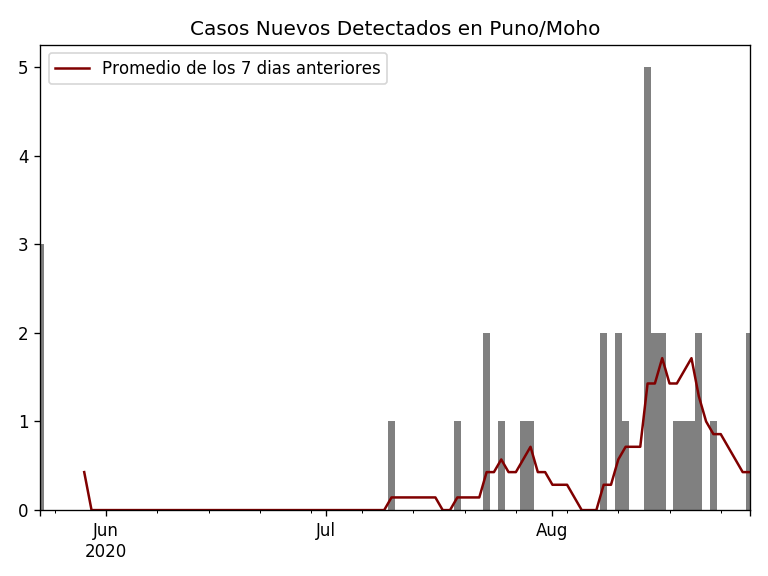 Casos Nuevos Detectados en Puno/Moho
Promedio de los 7 dias anteriores
5
4
3
2
1
0
Jun
2020
Jul
Aug